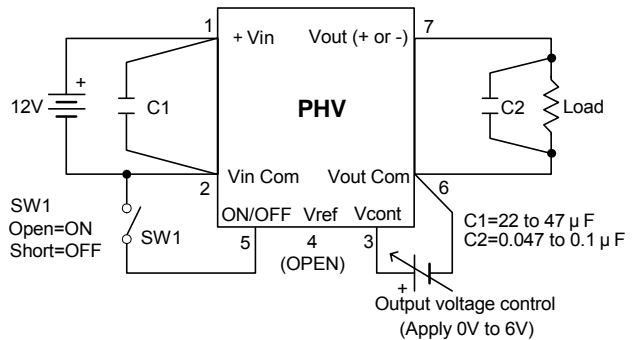 1
7
+ Vin
Vout (+ or -)
+
12V
C1
PHV
C2
Load
2
Vin Com
Vout Com
6
SW1
Open=ON
Short=OFF
SW1
ON/OFF
Vref
Vcont
5
4
3
(OPEN)
C1=22 to 47 μ F
C2=0.047 to 0.1 μ F
+
Output voltage control
(Apply 0V to 6V)